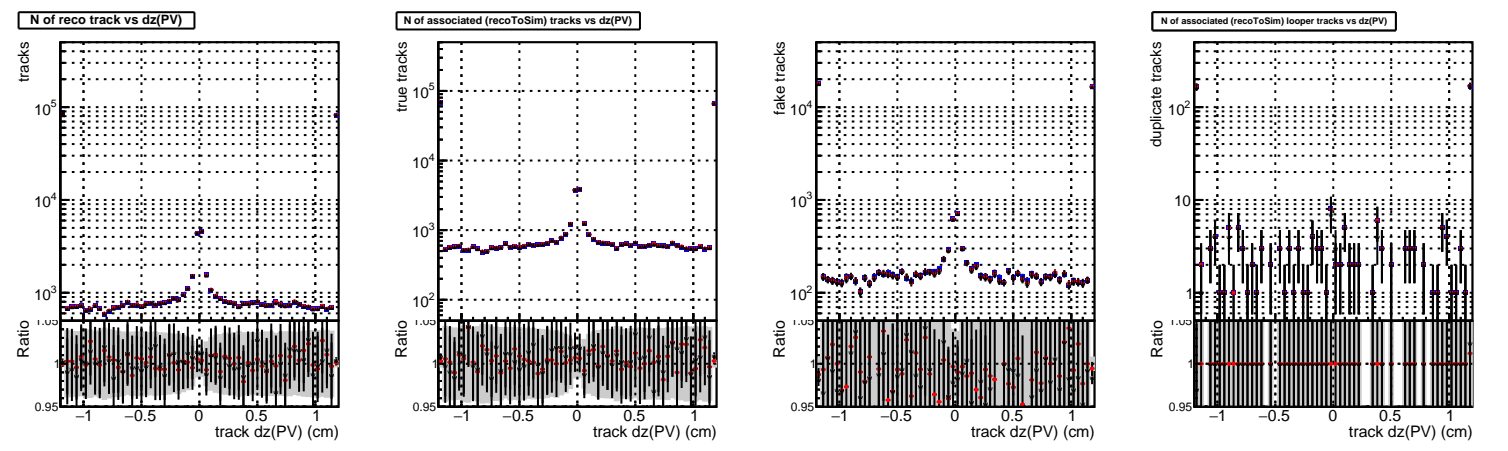 N of reco track vs dz(PV)
tracks
10^5
10^4
10^3
1.05
Ratio
1
0.95
−1 −0.5 0 0.5 1
track dz(PV) (cm)
N of associated (recoToSim) tracks vs dz(PV)
true tracks
10^5
10^4
10^3
10^2
1.05
Ratio
1
0.95
−1 −0.5 0 0.5 1
track dz(PV) (cm)
fake tracks
10^4
10^3
10^2
1.05
Ratio
1
0.95
−1 −0.5 0 0.5 1
track dz(PV) (cm)
N of associated (recoToSim) looper tracks vs dz(PV)
duplicate tracks
10^2
10
1
1.05
Ratio
1
0.95
−1 −0.5 0 0.5 1
track dz(PV) (cm)